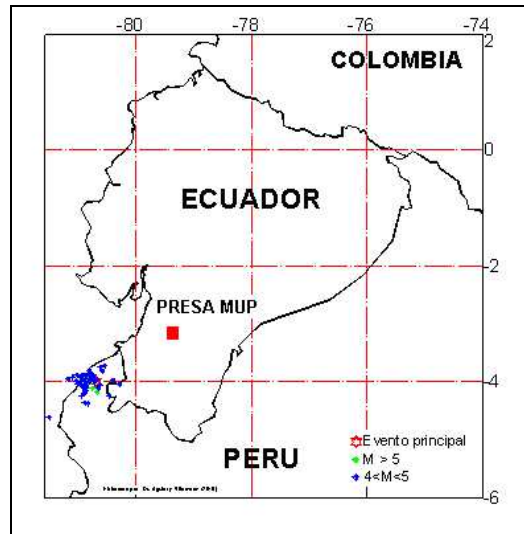 -80 -78 -76 -74
2
COLOMBIA
0
ECUADOR
-2
PRESA MUP
-4
PERU
Evento principal
M > 5
4<M<5
-6